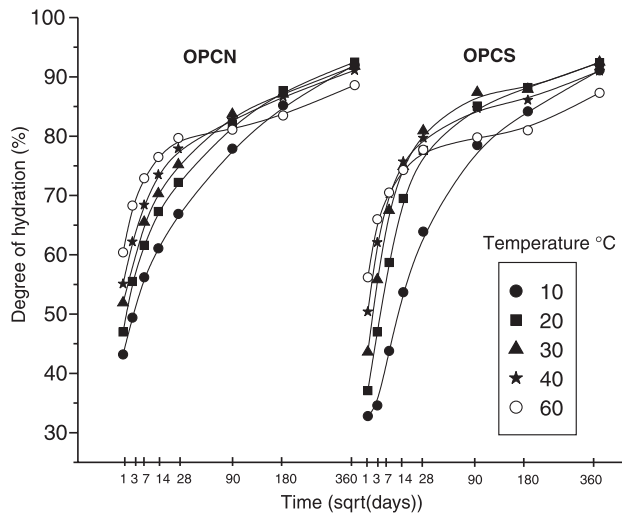 100
90
80
70
60
50
40
30
Degree of hydration (%)
OPCN
OPCS
Temperature °C
10
20
30
40
60
1 3 7 14 28 90 180 360 1 3 7 14 28 90 180 360
Time (sqrt(days))